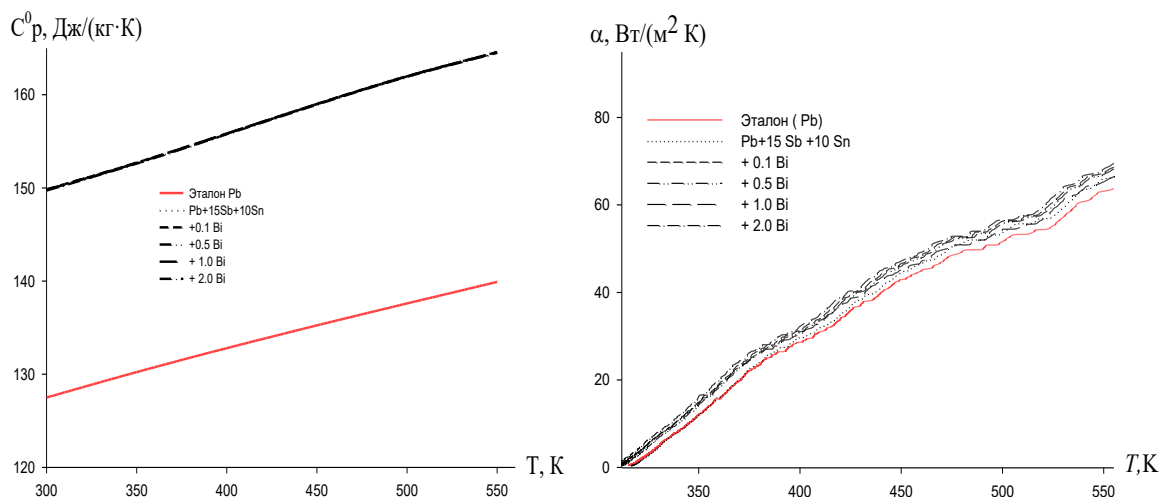 C⁰p, Дж/(кг·К)
160
150
140
130
120
300
350
400
450
500
550
T, К
Эталон Pb
Pb+15Sb+10Sn
+0.1 Bi
+0.5 Bi
+ 1.0 Bi
+ 2.0 Bi
α, Вт/(м² К)
80
60
40
20
0
350
400
450
500
550
T,К
Эталон ( Pb)
Pb+15 Sb +10 Sn
+ 0.1 Bi
+ 0.5 Bi
+ 1.0 Bi
+ 2.0 Bi